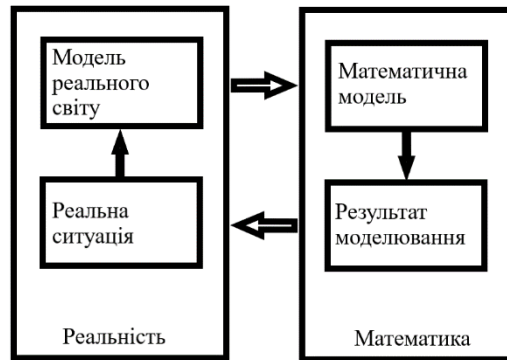 Модель
реального
світу
Реальна
ситуація
Реальність
Математична
модель
Результат
моделювання
Математика